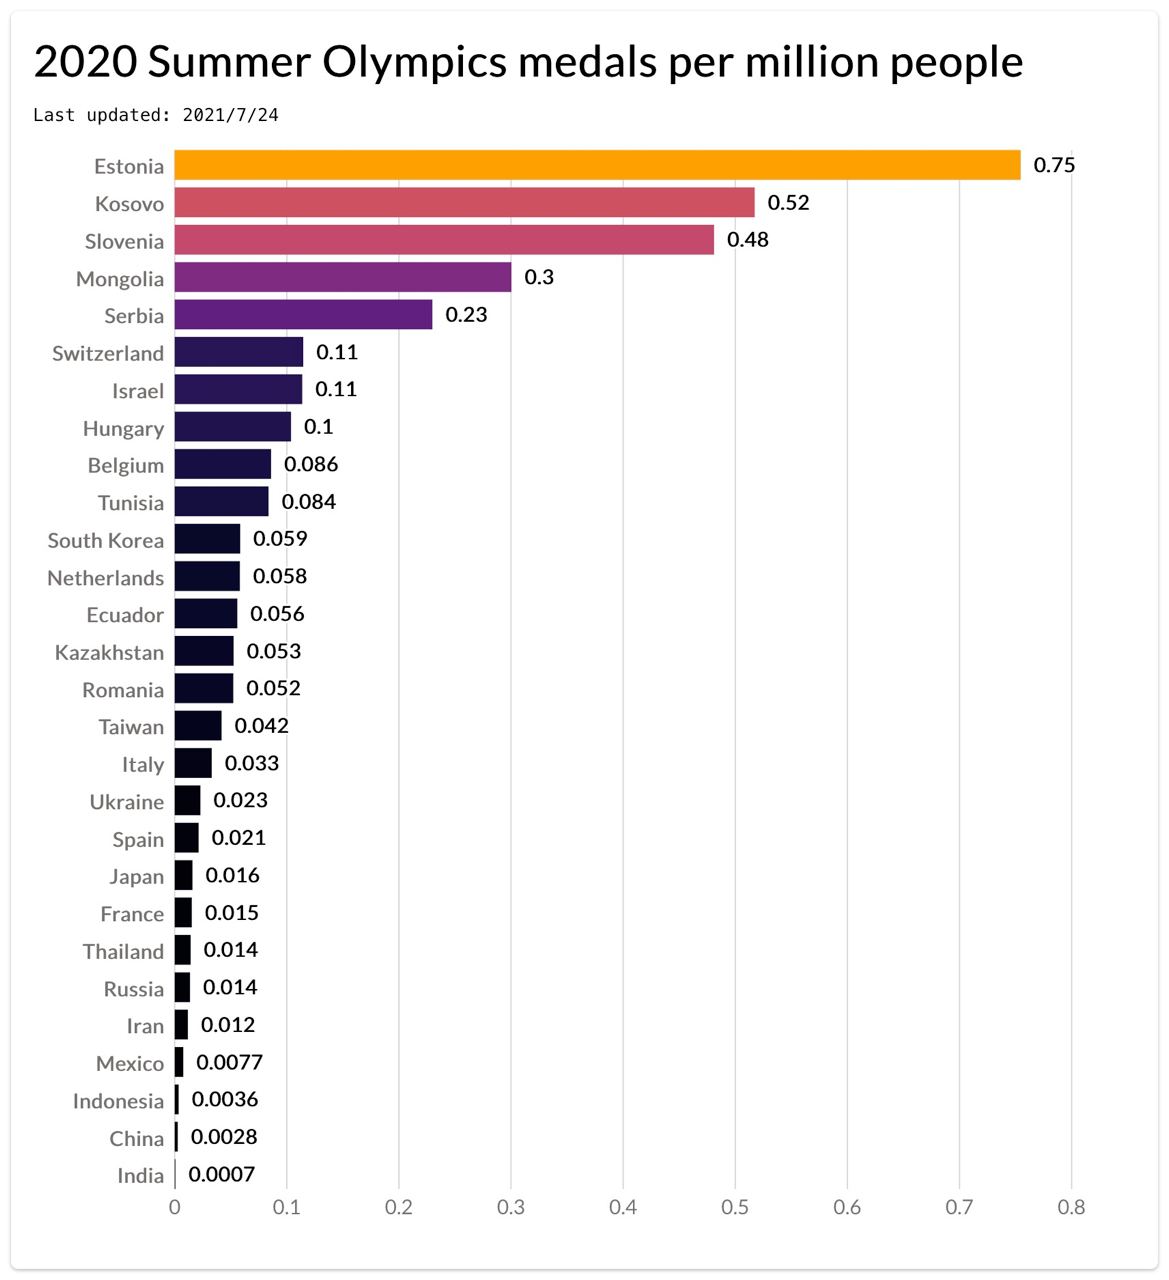 2020 Summer Olympics medals per million people
Last updated: 2021/7/24
Estonia 0.75
Kosovo 0.52
Slovenia 0.48
Mongolia 0.3
Serbia 0.23
Switzerland 0.11
Israel 0.11
Hungary 0.1
Belgium 0.086
Tunisia 0.084
South Korea 0.059
Netherlands 0.058
Ecuador 0.056
Kazakhstan 0.053
Romania 0.052
Taiwan 0.042
Italy 0.033
Ukraine 0.023
Spain 0.021
Japan 0.016
France 0.015
Thailand 0.014
Russia 0.014
Iran 0.012
Mexico 0.0077
Indonesia 0.0036
China 0.0028
India 0.0007
0 0.1 0.2 0.3 0.4 0.5 0.6 0.7 0.8